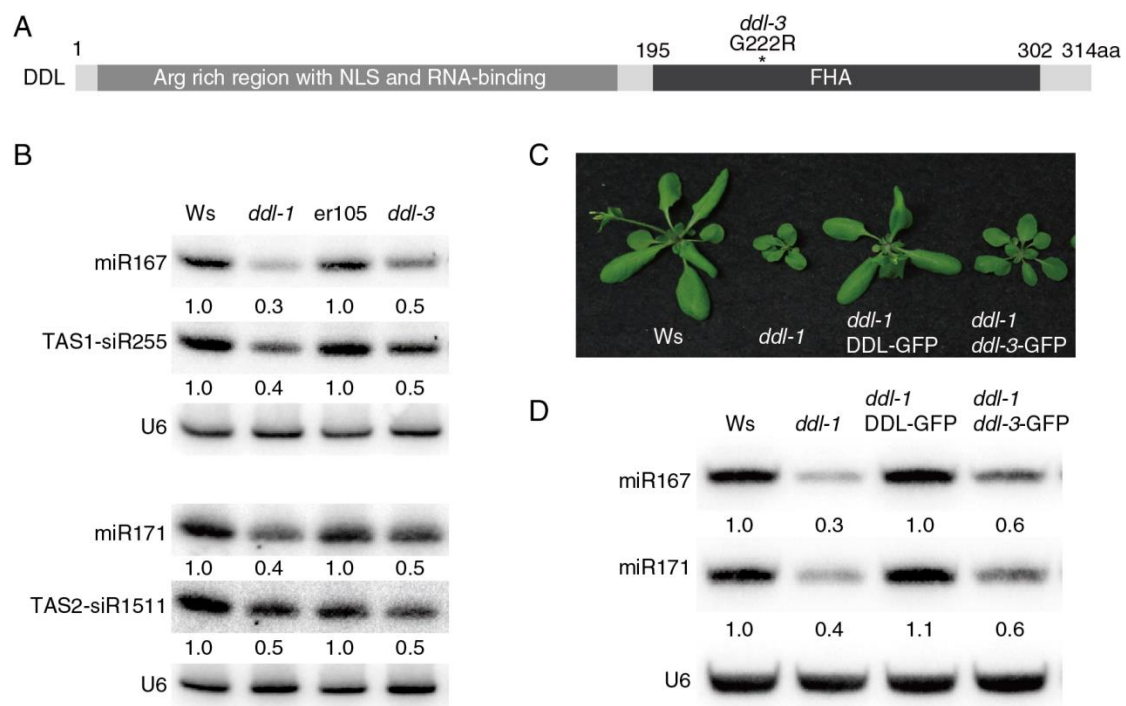 A
ddl-3
G222R
*
1
195
302
314aa
DDL
Arg rich region with NLS and RNA-binding
FHA
B
Ws ddl-1 er105 ddl-3
miR167
1.0 0.3 1.0 0.5
TAS1-siR255
1.0 0.4 1.0 0.5
U6
miR171
1.0 0.4 1.0 0.5
TAS2-siR1511
1.0 0.5 1.0 0.5
U6
C
Ws
ddl-1
ddl-1
DDL-GFP
ddl-1
ddl-3-GFP
D
Ws
ddl-1
ddl-1
DDL-GFP
ddl-1
ddl-3-GFP
miR167
1.0 0.3 1.0 0.6
miR171
1.0 0.4 1.1 0.6
U6